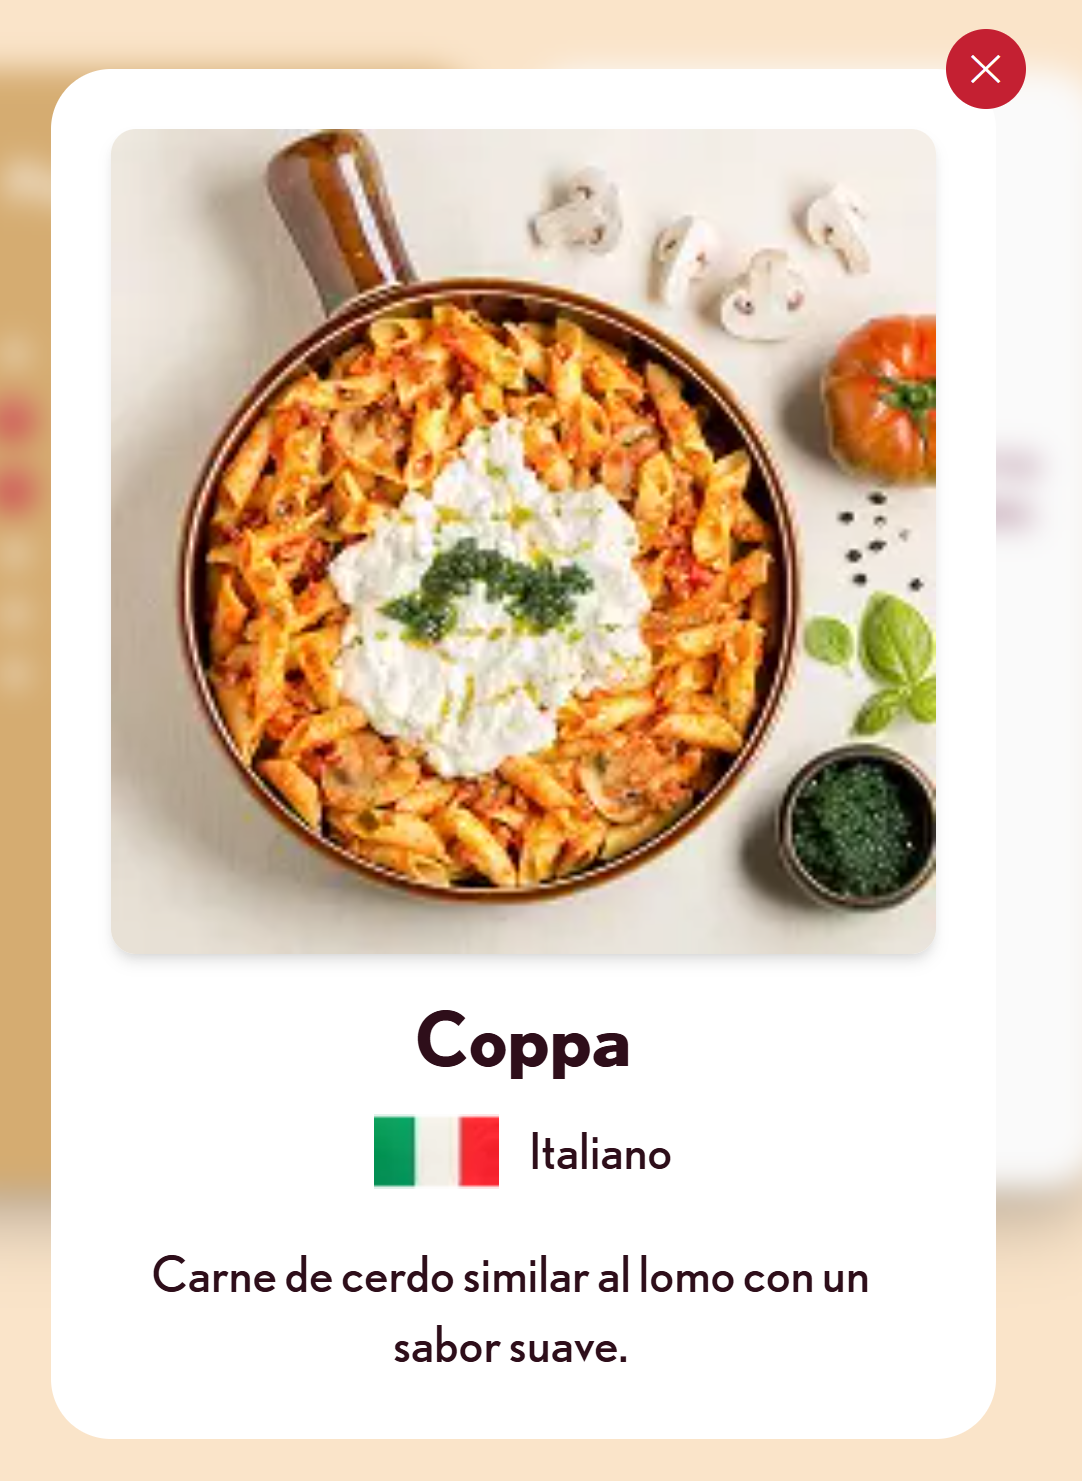 Coppa
Italiano
Carne de cerdo similar al lomo con un
sabor suave.